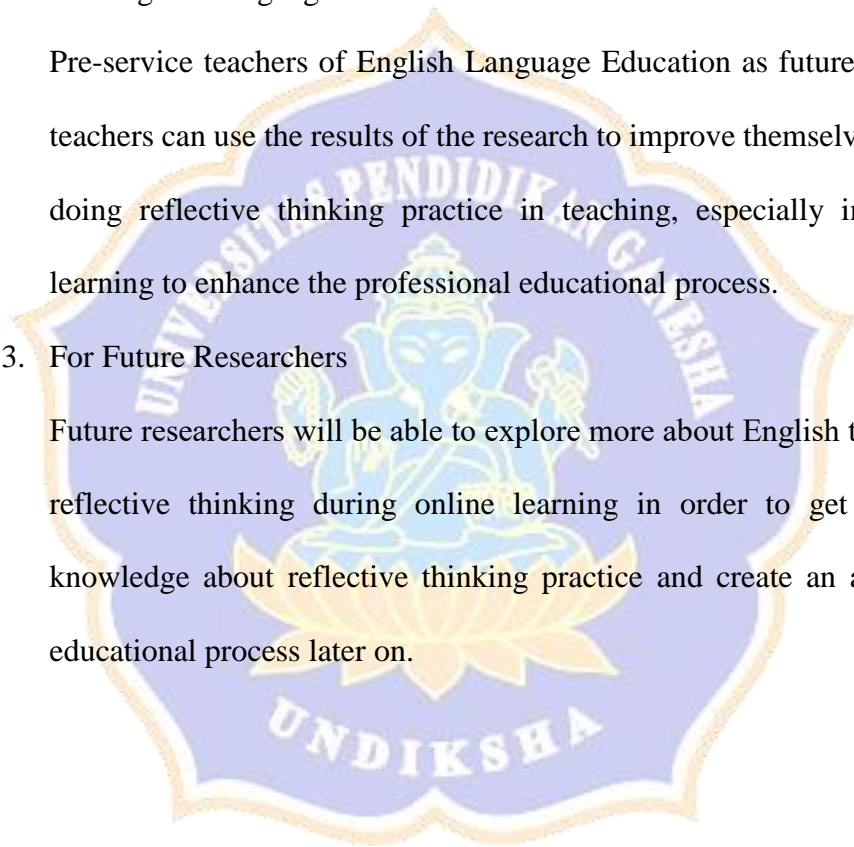 Pre-service teachers of English Language Education as future
teachers can use the results of the research to improve themselv
doing reflective thinking practice in teaching, especially i
learning to enhance the professional educational process.
3. For Future Researchers
Future researchers will be able to explore more about English t
reflective thinking during online learning in order to get
knowledge about reflective thinking practice and create an a
educational process later on.
UNIVERSITAS PENDIDIKAN GANESHA
UNDIKSHA